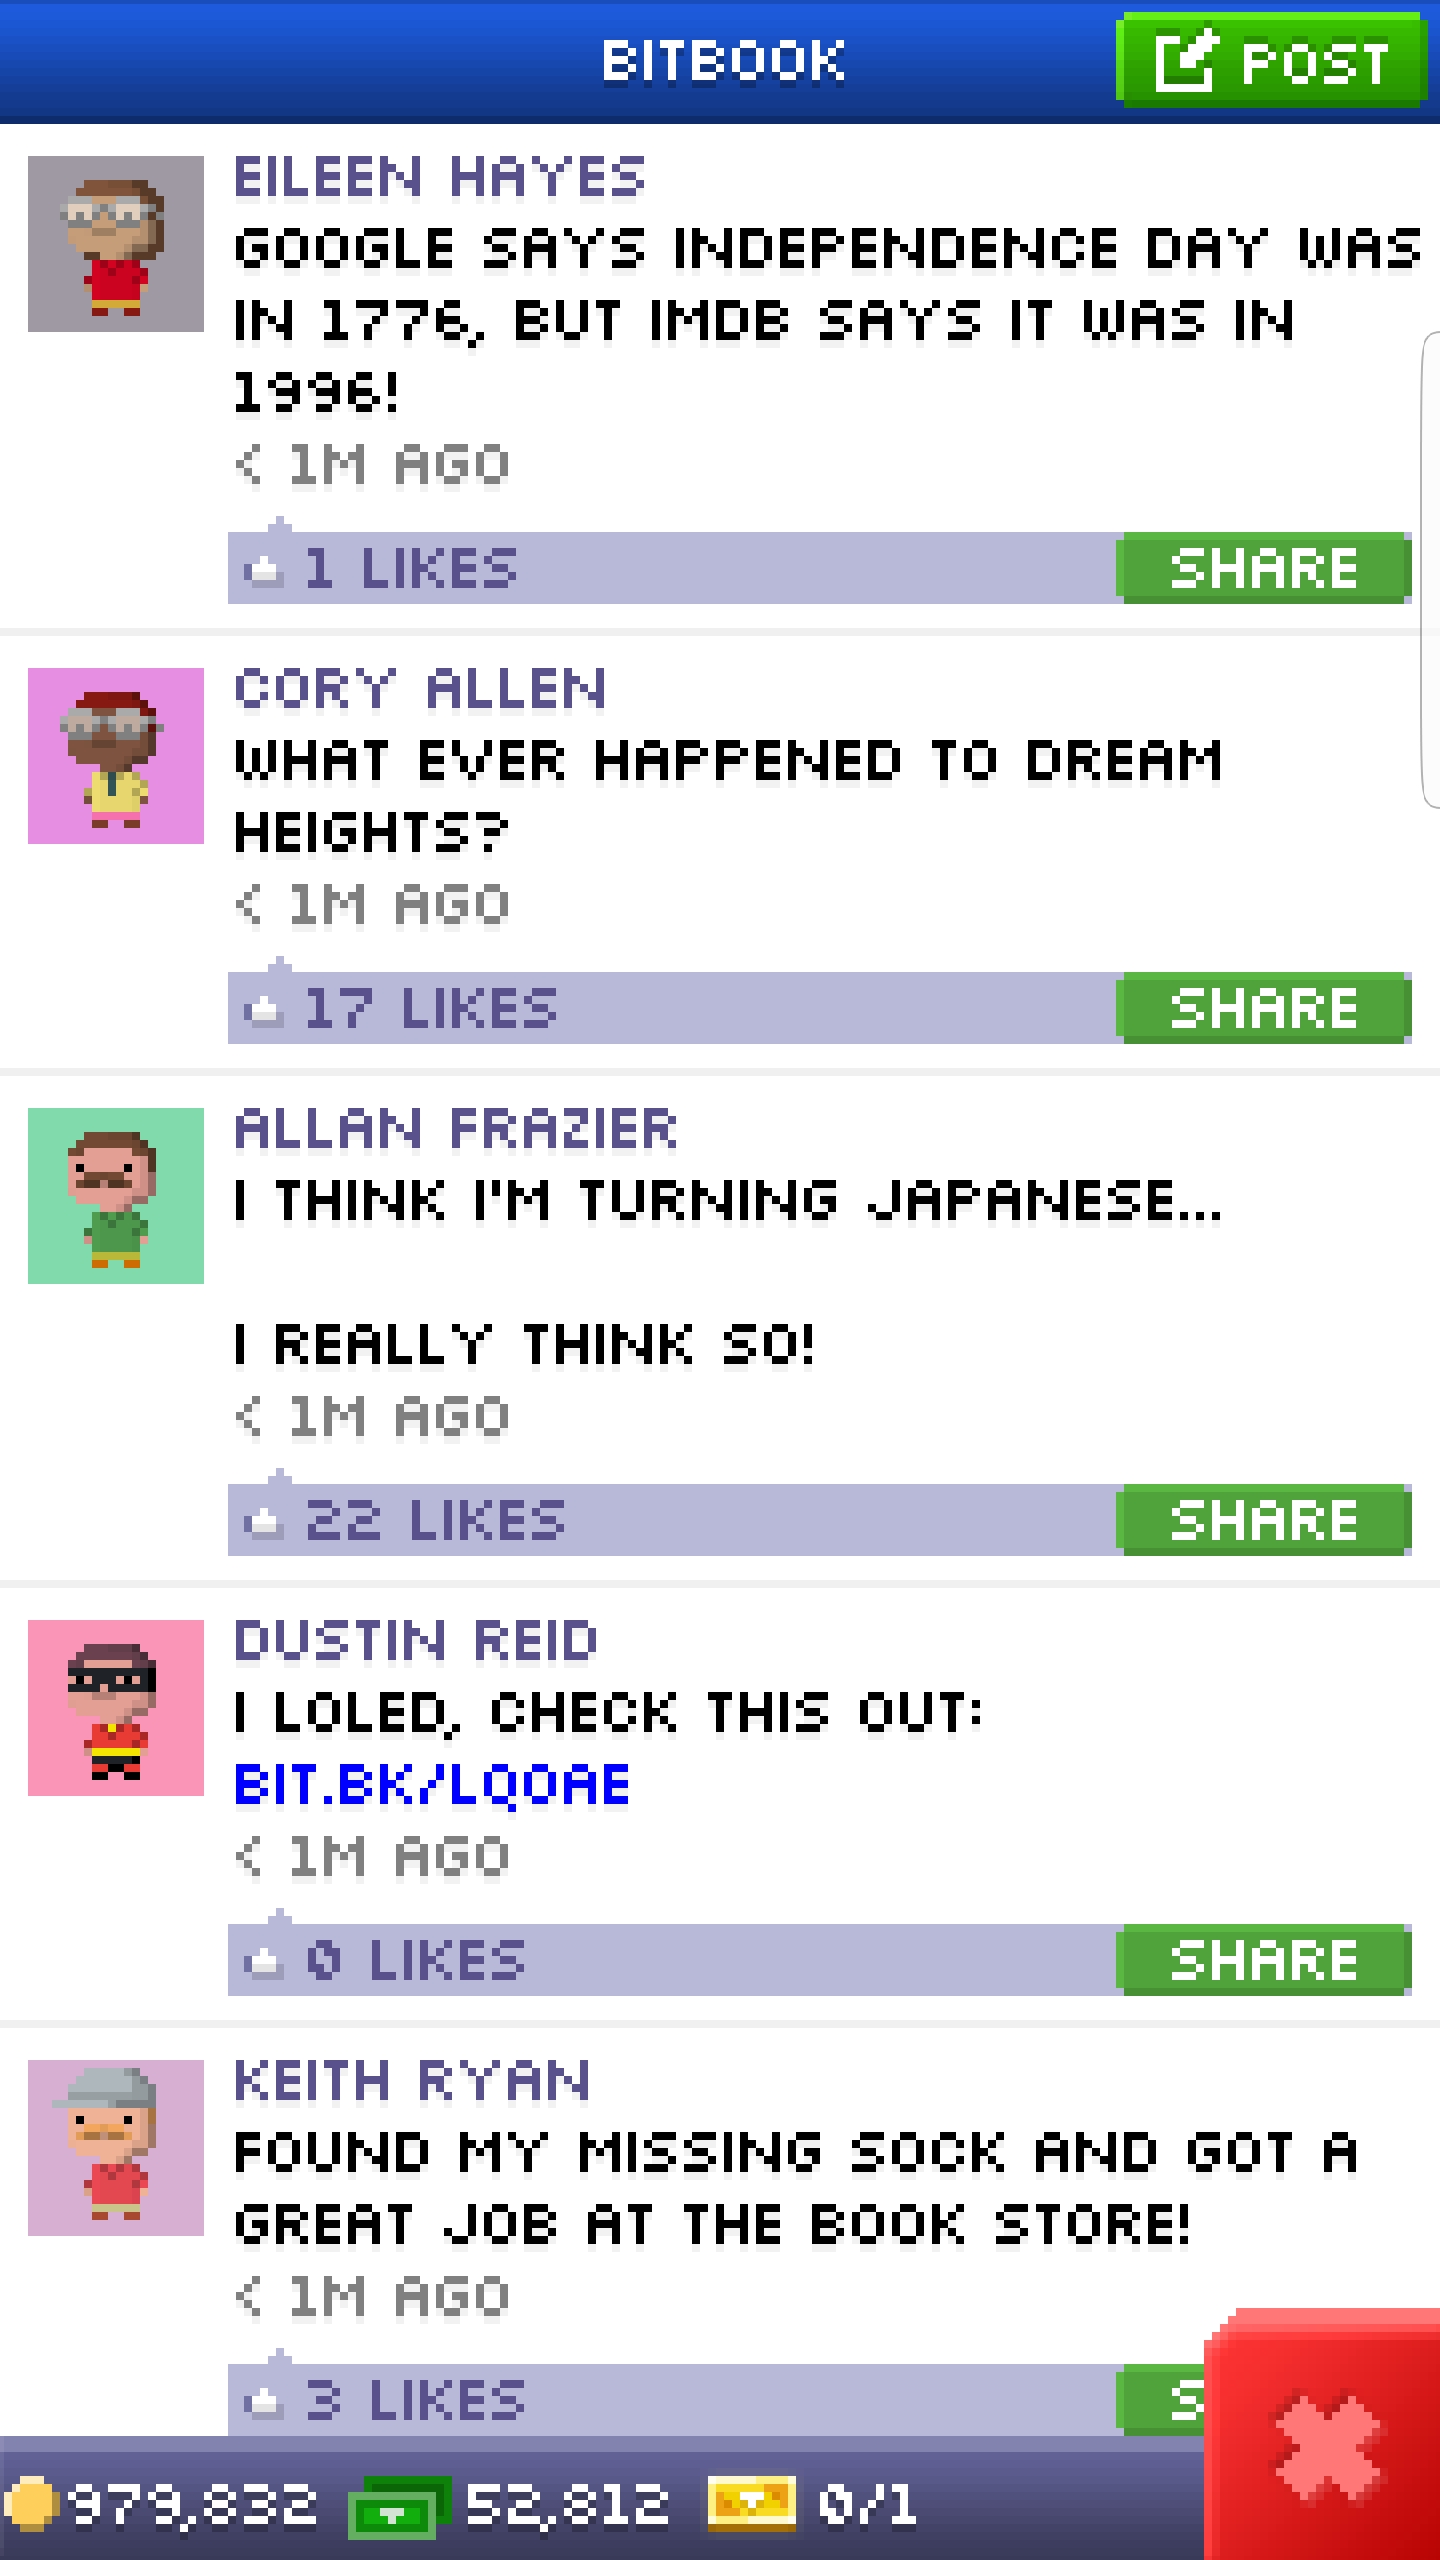 BITBOOK
POST
EILEEN HAYES
GOOGLE SAYS INDEPENDENCE DAY WAS
IN 1776, BUT IMDB SAYS IT WAS IN
1996!
< 1M AGO
1 LIKES
SHARE
CORY ALLEN
WHAT EVER HAPPENED TO DREAM
HEIGHTS?
< 1M AGO
17 LIKES
SHARE
ALLAN FRAZIER
I THINK I'M TURNING JAPANESE...
I REALLY THINK SO!
< 1M AGO
22 LIKES
SHARE
DUSTIN REID
I LOLED, CHECK THIS OUT:
BIT.BK/LQOAE
< 1M AGO
0 LIKES
SHARE
KEITH RYAN
FOUND MY MISSING SOCK AND GOT A
GREAT JOB AT THE BOOK STORE!
< 1M AGO
3 LIKES
S
979,832 52,812 0/1